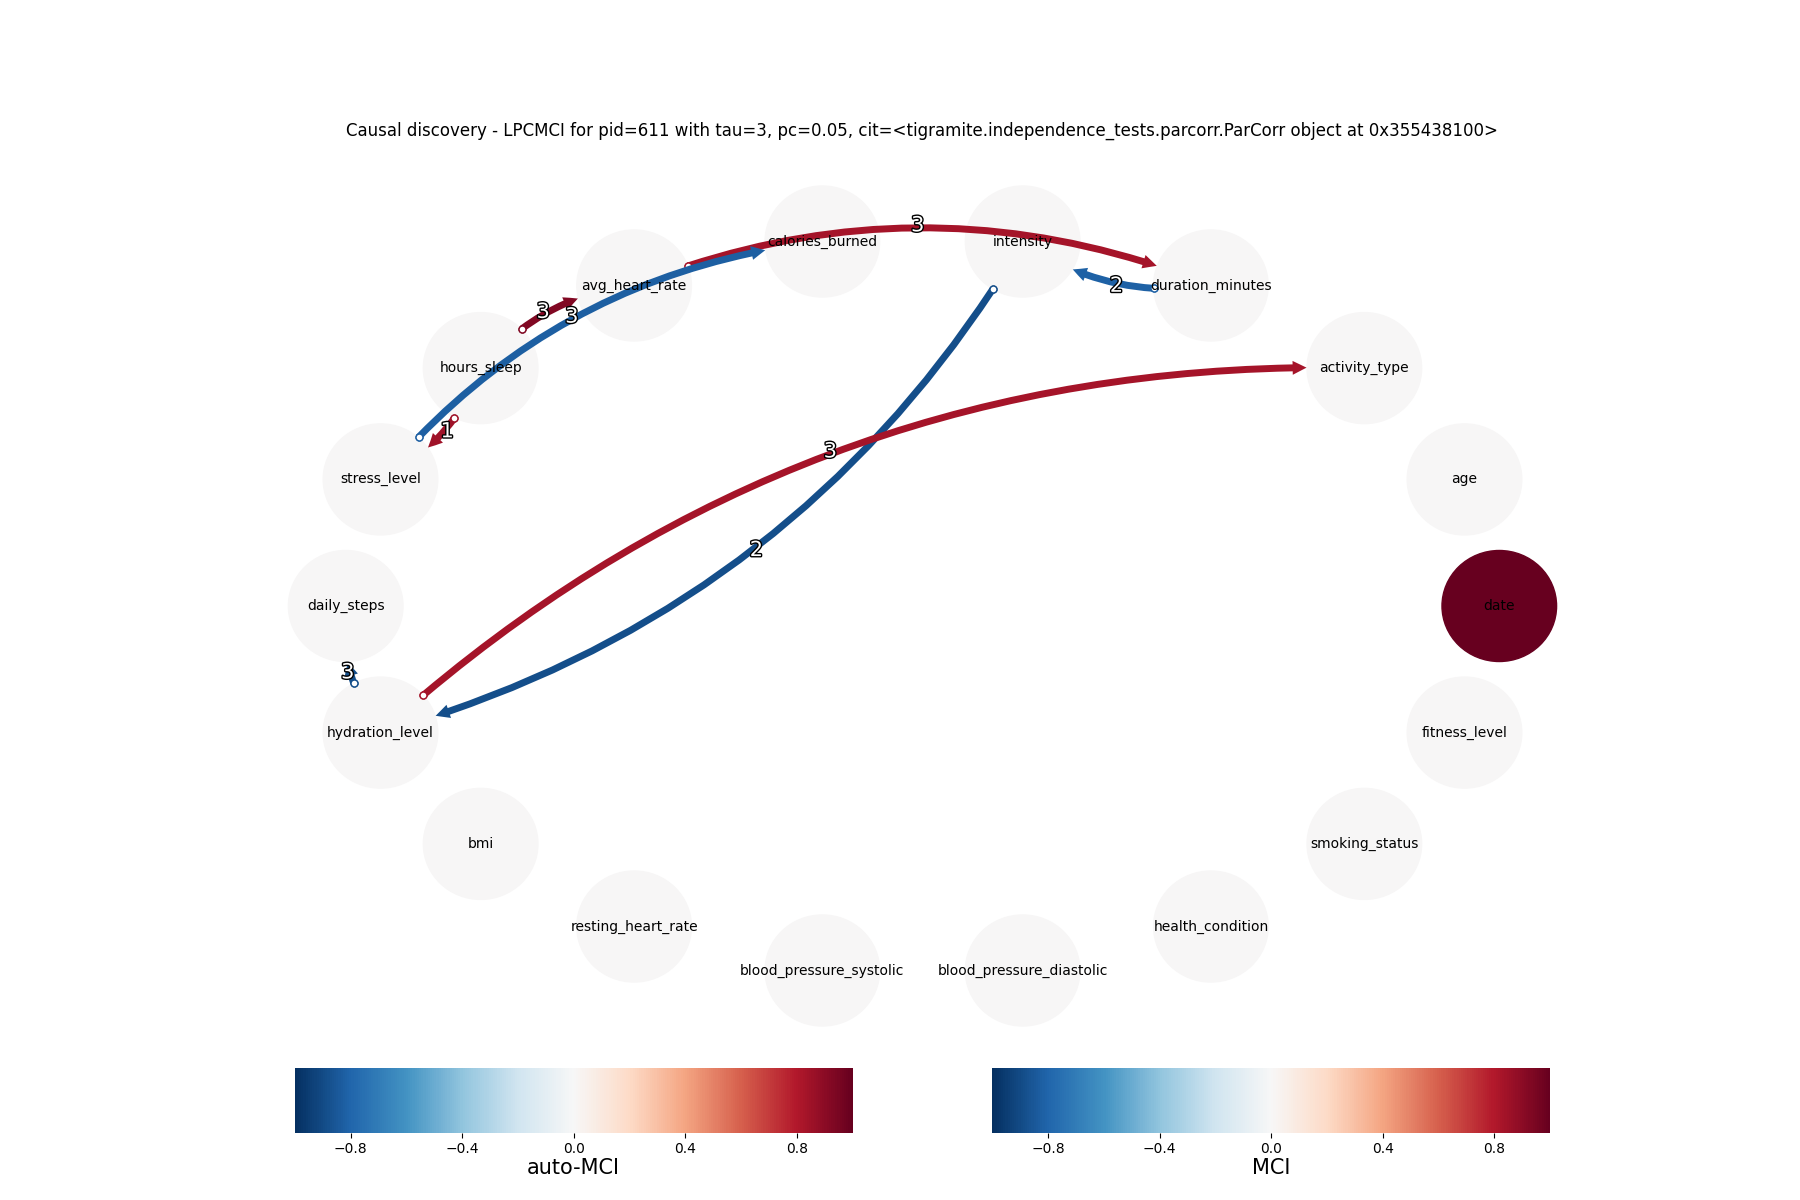 Causal discovery - LPCMCI for pid=611 with tau=3, pc=0.05, cit=<tigramite.independence_tests.parcorr.ParCorr object at 0x355438100>
3
calories_burned
intensity
avg_heart_rate
2
duration_minutes
3
3
hours_sleep
activity_type
1
3
stress_level
age
2
daily_steps
date
3
hydration_level
fitness_level
bmi
smoking_status
resting_heart_rate
health_condition
blood_pressure_systolic
blood_pressure_diastolic
−0.8 −0.4 0.0 0.4 0.8
auto-MCI
−0.8 −0.4 0.0 0.4 0.8
MCI